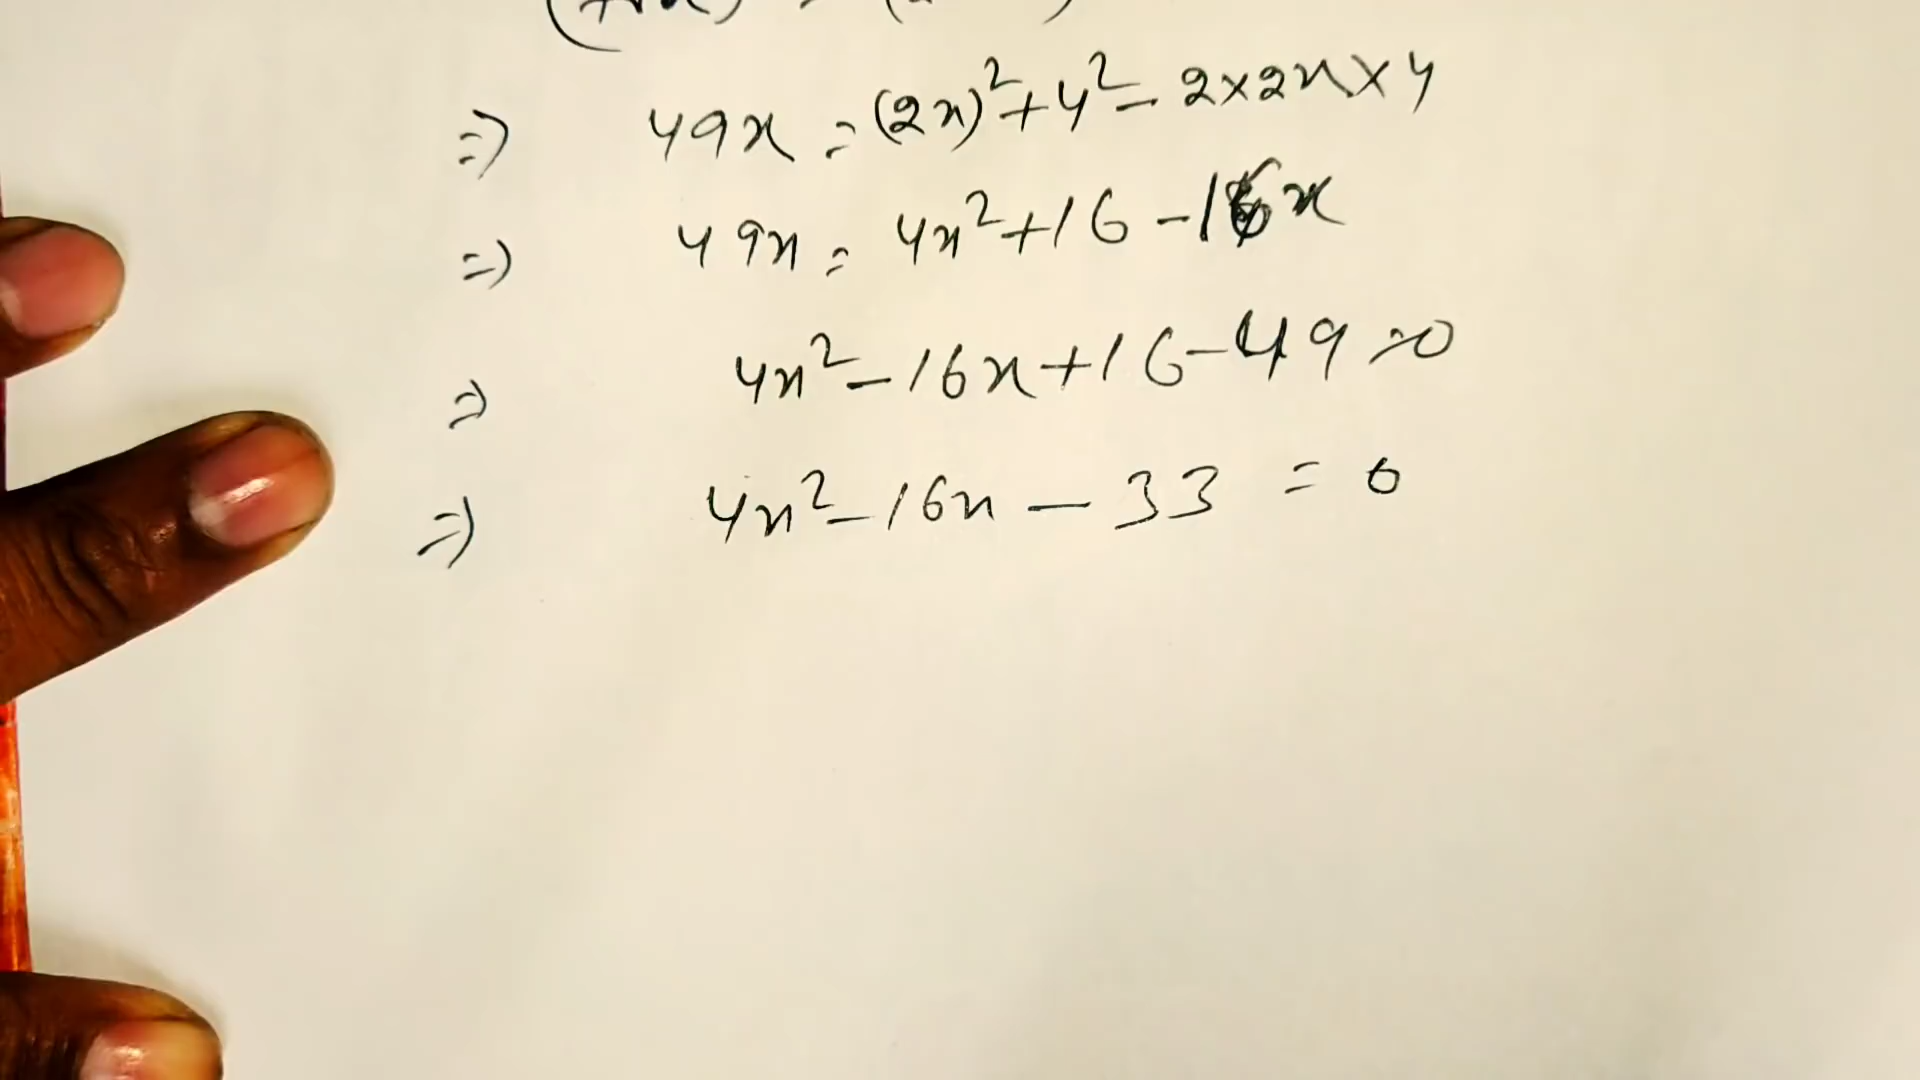 =) 49x = (2x)²+4²- 2×2x×4
=) 49x = 4x²+16-16x
=) 4x²-16x+16-49=0
=) 4x²-16x-33 = 0